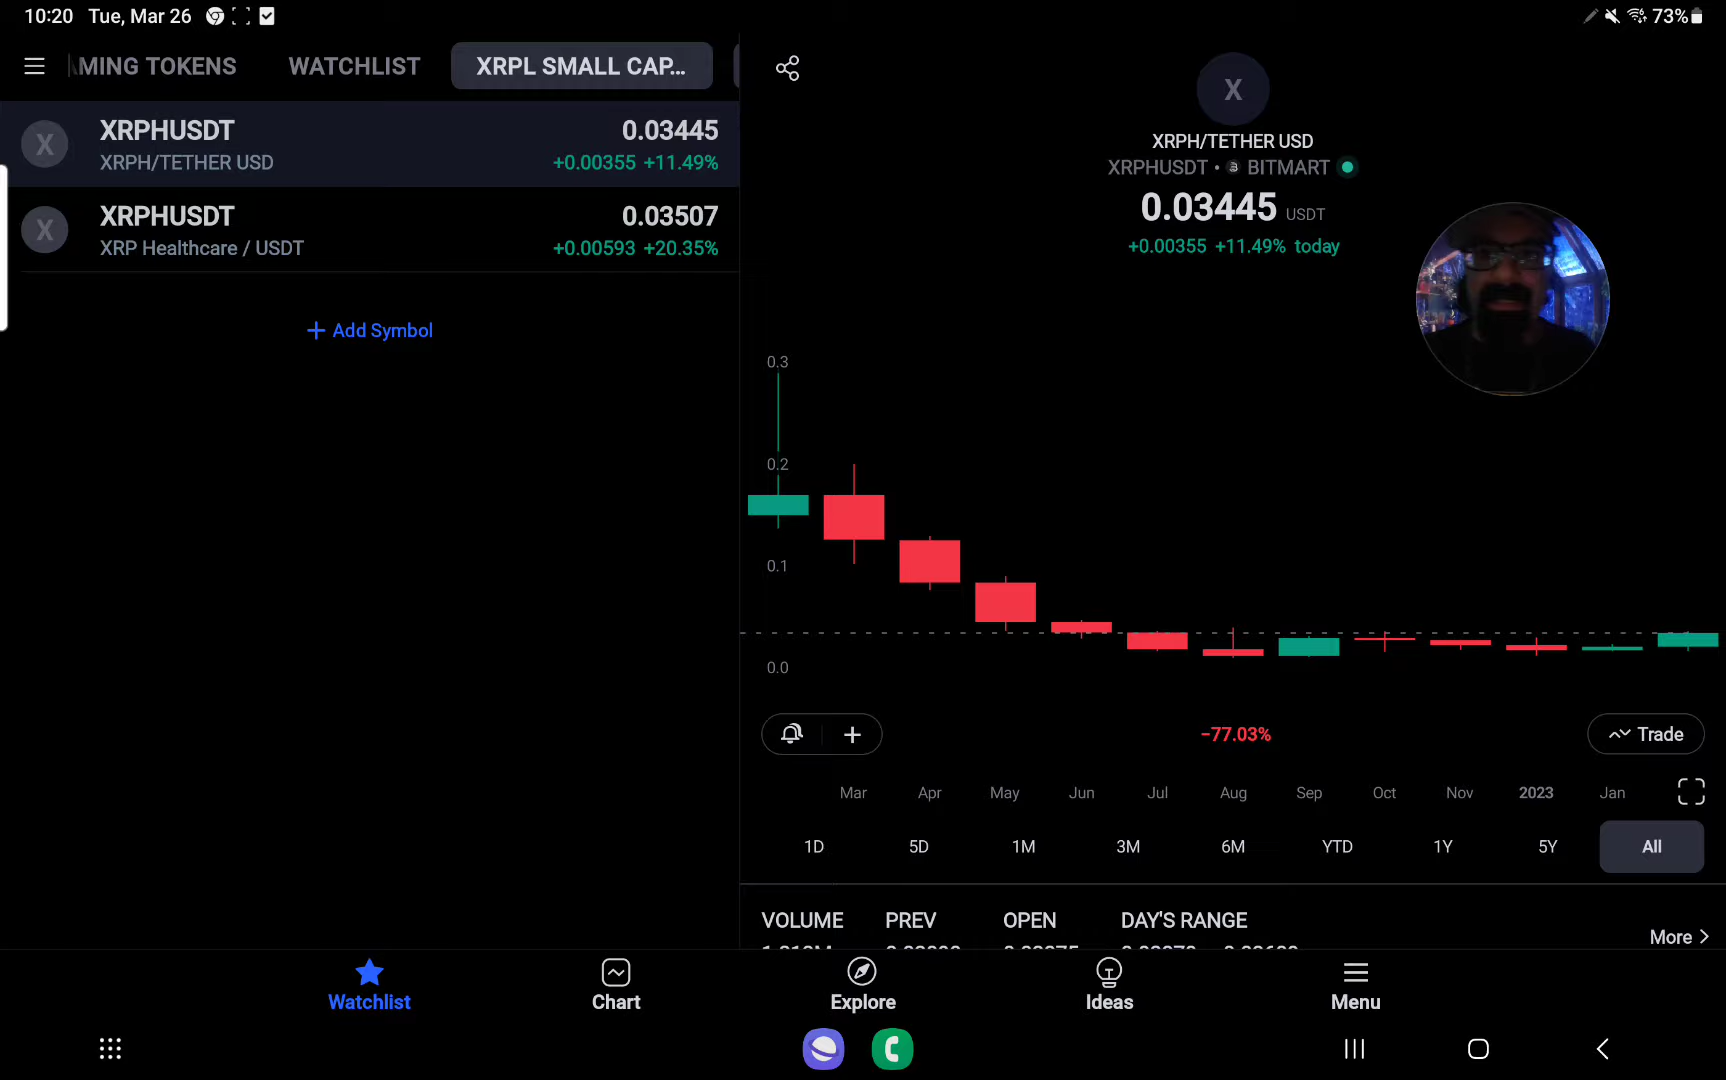 10:20 Tue, Mar 26
73%
MING TOKENS
WATCHLIST
XRPL SMALL CAP...
X
XRPHUSDT
0.03445
XRPH/TETHER USD
+0.00355 +11.49%
X
XRPHUSDT
0.03507
XRP Healthcare / USDT
+0.00593 +20.35%
+ Add Symbol
X
XRPH/TETHER USD
XRPHUSDT • BITMART
0.03445 USDT
+0.00355 +11.49% today
0.3
0.2
0.1
0.0
−77.03%
Trade
Mar Apr May Jun Jul Aug Sep Oct Nov 2023 Jan
1D 5D 1M 3M 6M YTD 1Y 5Y All
VOLUME PREV OPEN DAY'S RANGE
More >
Watchlist Chart Explore Ideas Menu